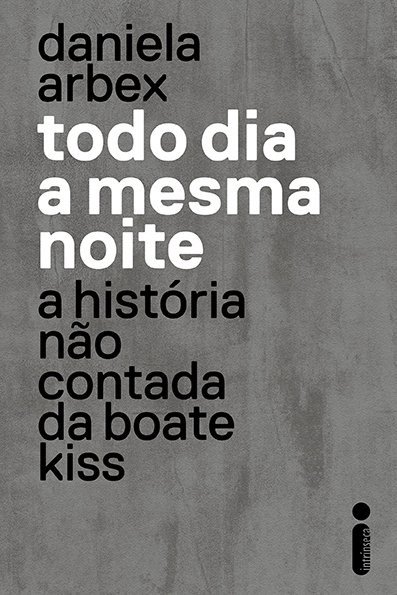 daniela
arbex
todo dia
a mesma
noite
a história
não
contada
da boate
kiss
intrínseca